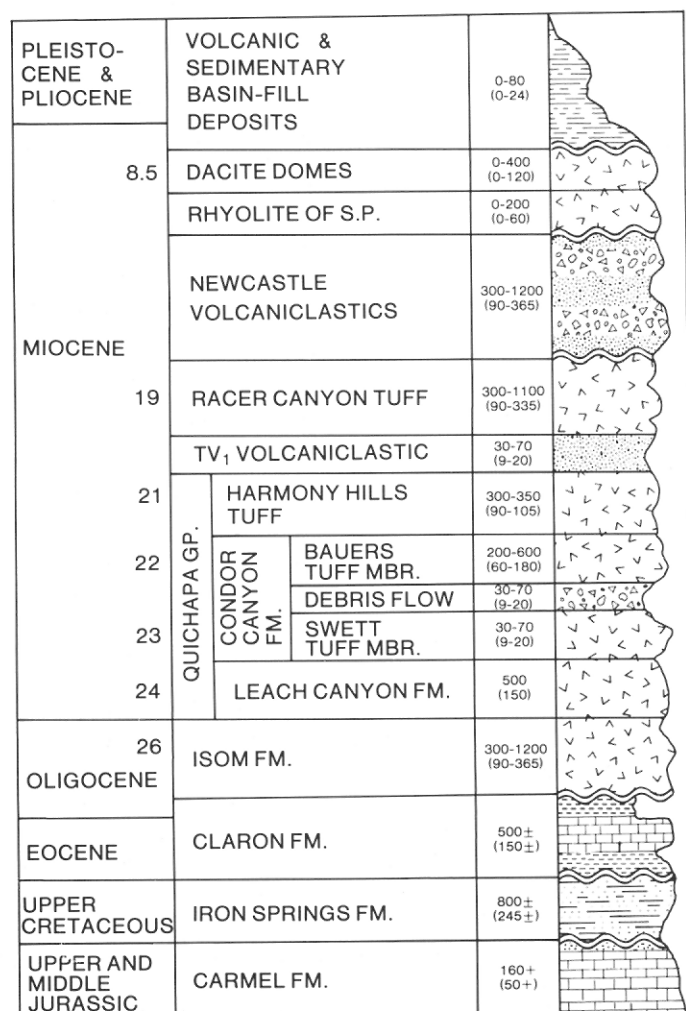 PLEISTO-
CENE &
PLIOCENE
VOLCANIC &
SEDIMENTARY
BASIN-FILL
DEPOSITS
0-80
(0-24)
MIOCENE
8.5
DACITE DOMES
0-400
(0-120)
RHYOLITE OF S.P.
0-200
(0-60)
NEWCASTLE
VOLCANICLASTICS
300-1200
(90-365)
19
RACER CANYON TUFF
300-1100
(90-335)
TV₁ VOLCANICLASTIC
30-70
(9-20)
QUICHAPA GP.
21
HARMONY HILLS
TUFF
300-350
(90-105)
CONDOR
CANYON
FM.
22
BAUERS
TUFF MBR.
200-600
(60-180)
DEBRIS FLOW
30-70
(9-20)
23
SWETT
TUFF MBR.
30-70
(9-20)
24
LEACH CANYON FM.
500
(150)
26
OLIGOCENE
ISOM FM.
300-1200
(90-365)
EOCENE
CLARON FM.
500±
(150±)
UPPER
CRETACEOUS
IRON SPRINGS FM.
800±
(245±)
UPPER AND
MIDDLE
JURASSIC
CARMEL FM.
160+
(50+)